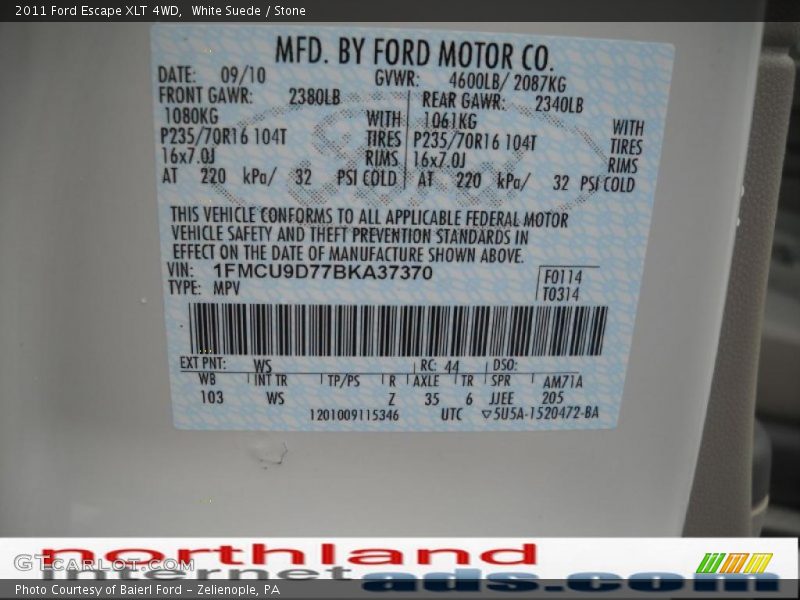 2011 Ford Escape XLT 4WD, White Suede / Stone
MFD. BY FORD MOTOR CO.
DATE: 09/10 GVWR: 4600LB/ 2087KG
FRONT GAWR: 2380LB REAR GAWR: 2340LB
1080KG WITH 1061KG WITH
P235/70R16 104T TIRES P235/70R16 104T TIRES
16x7.0J RIMS 16x7.0J RIMS
AT 220 kPa/ 32 PSI COLD AT 220 kPa/ 32 PSI COLD
THIS VEHICLE CONFORMS TO ALL APPLICABLE FEDERAL MOTOR
VEHICLE SAFETY AND THEFT PREVENTION STANDARDS IN
EFFECT ON THE DATE OF MANUFACTURE SHOWN ABOVE.
VIN: 1FMCU9D77BKA37370 F0114
TYPE: MPV T0314
EXT PNT: WS RC: 44 DSO:
WB INT TR TP/PS R AXLE TR SPR AM71A
103 WS Z 35 6 JJEE 205
1201009115346 UTC ▽5U5A-1520472-BA
northland
internet ads.com
GTCARLOT.COM
Photo Courtesy of Baierl Ford – Zelienople, PA